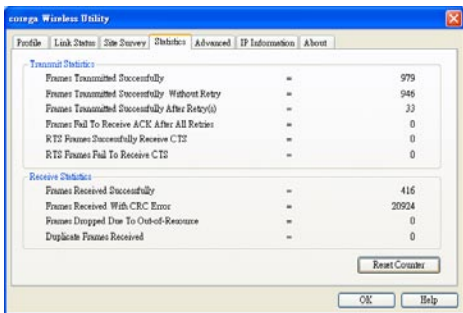 corega Wireless Utility
Profile Link Status Site Survey Statistics Advanced IP Information About
Transmit Statistics
Frames Transmitted Successfully = 979
Frames Transmitted Successfully Without Retry = 946
Frames Transmitted Successfully After Retry(s) = 33
Frames Fail To Receive ACK After All Retries = 0
RTS Frames Successfully Receive CTS = 0
RTS Frames Fail To Receive CTS = 0
Receive Statistics
Frames Received Successfully = 416
Frames Received With CRC Error = 20924
Frames Dropped Due To Out-of-Resource = 0
Duplicate Frames Received = 0
Reset Counter
OK Help